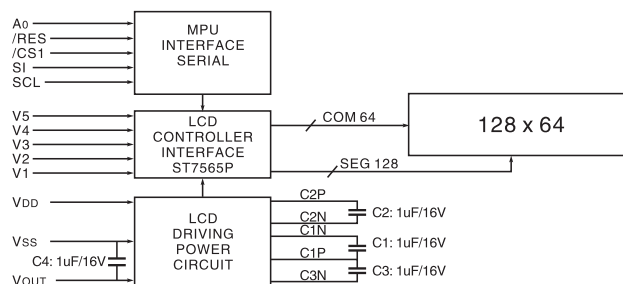 A0
/RES
/CS1
SI
SCL
MPU
INTERFACE
SERIAL
V5
V4
V3
V2
V1
LCD
CONTROLLER
INTERFACE
ST7565P
COM 64
SEG 128
128 x 64
VDD
VSS
C4: 1uF/16V
VOUT
LCD
DRIVING
POWER
CIRCUIT
C2P
C2N
C1N
C1P
C3N
C2: 1uF/16V
C1: 1uF/16V
C3: 1uF/16V